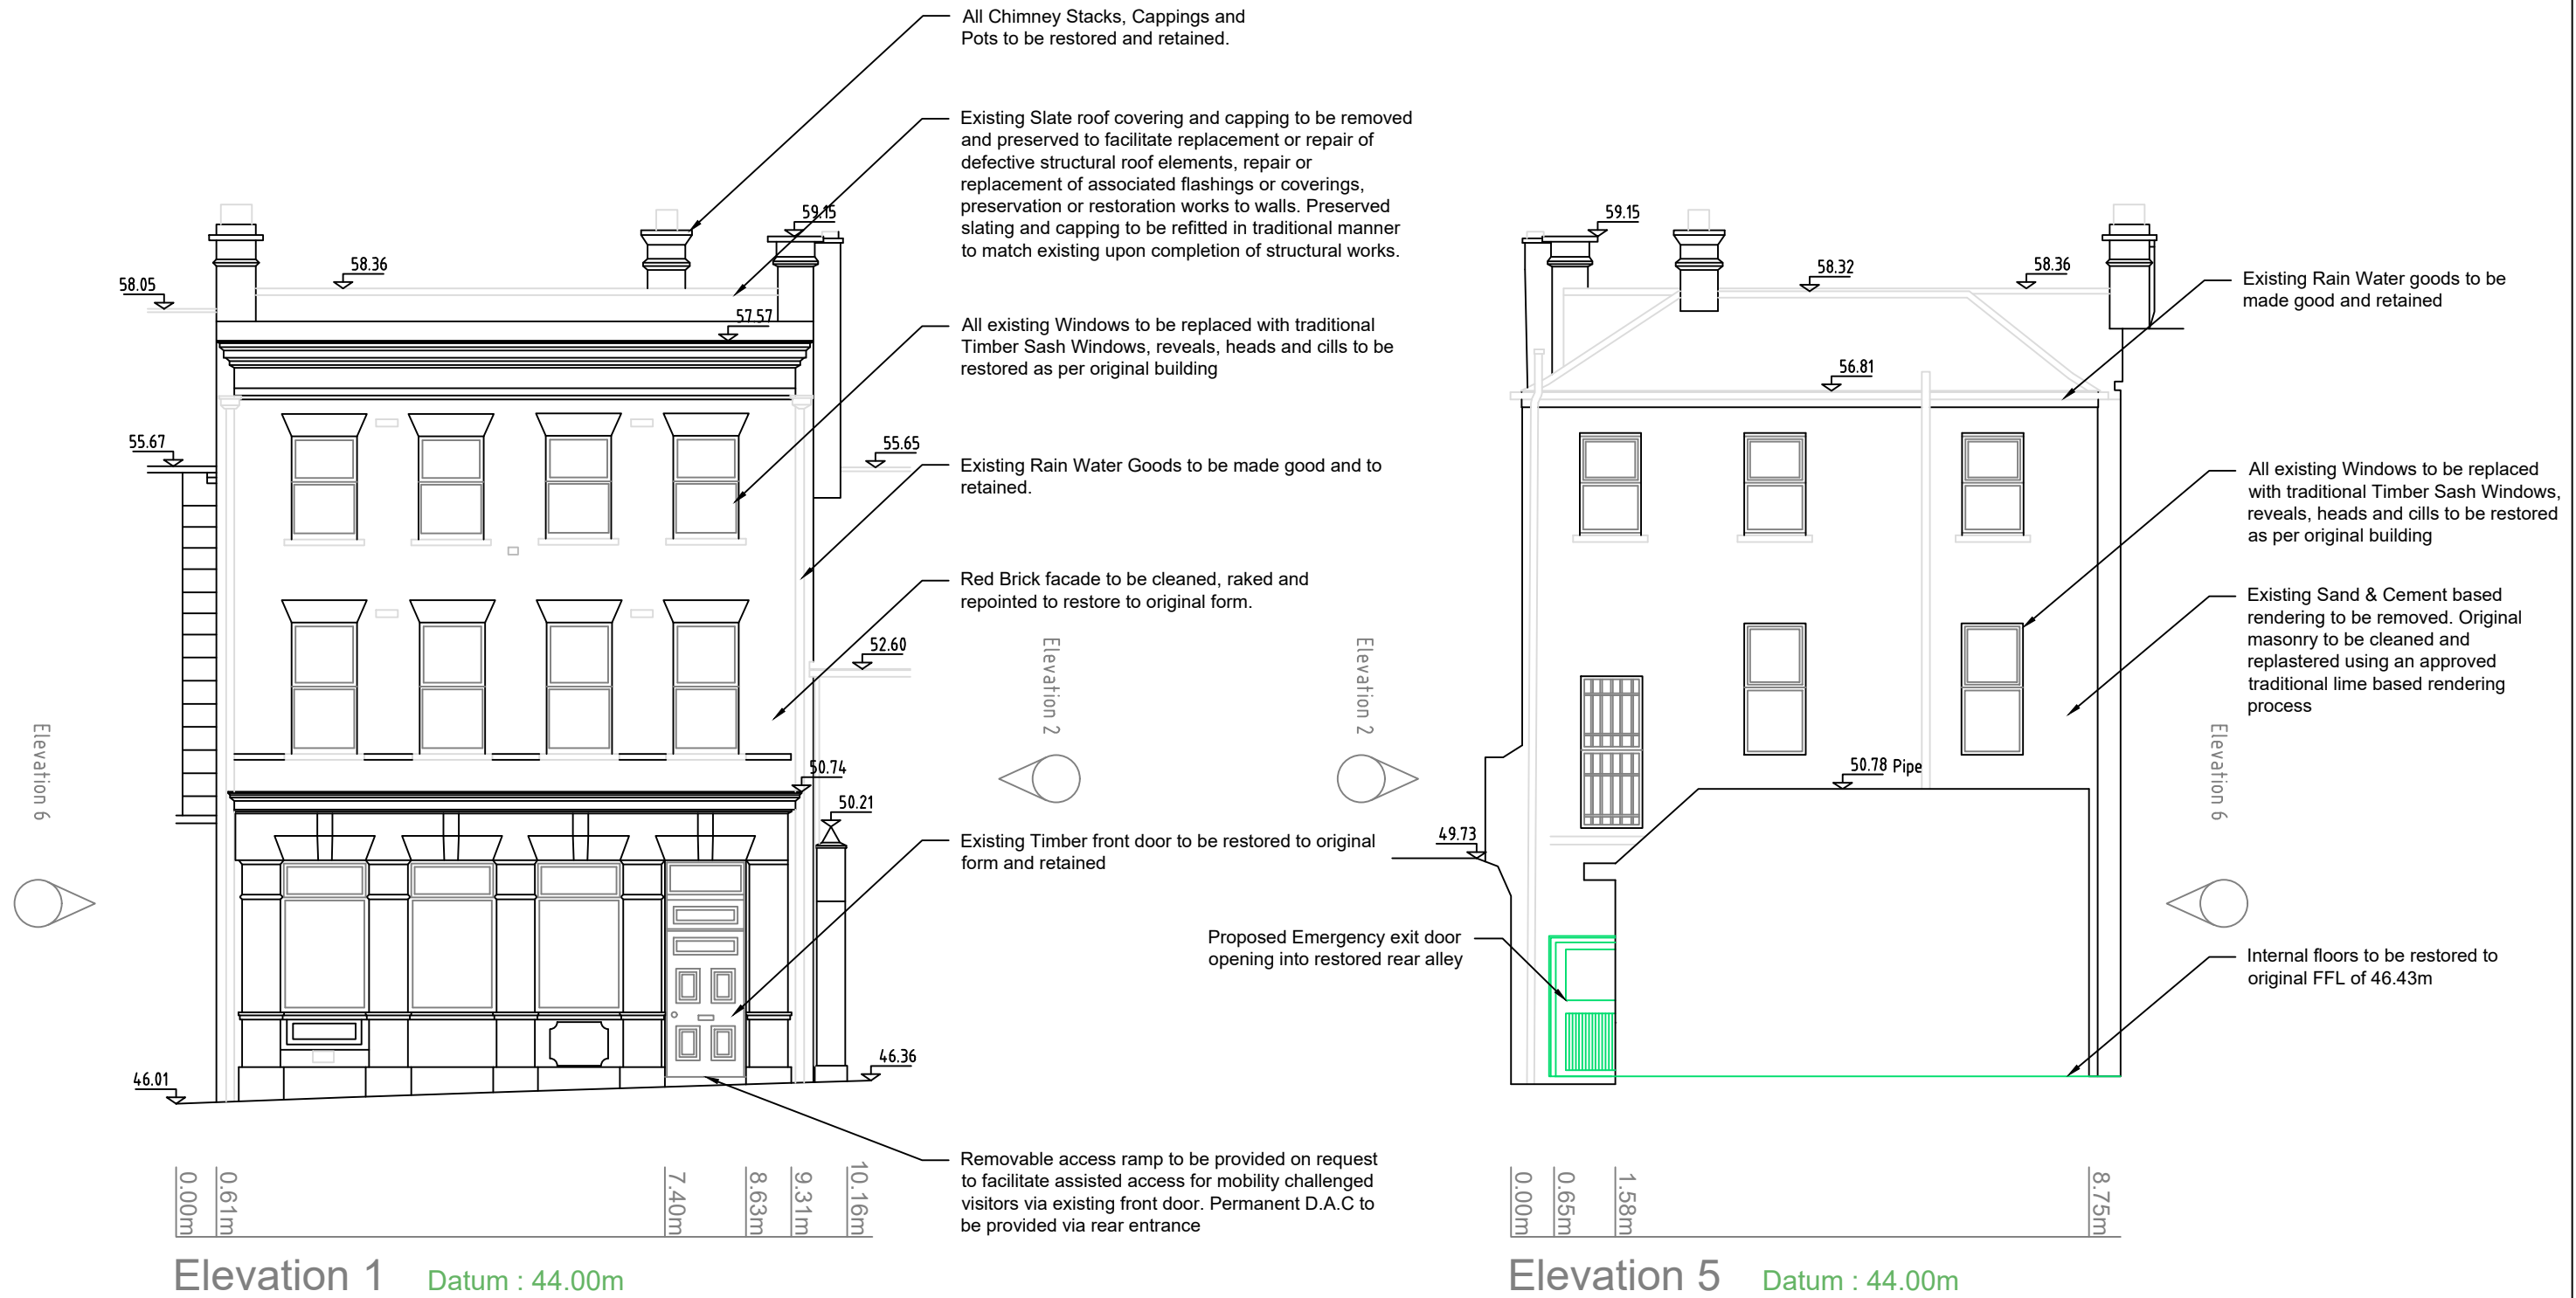 All Chimney Stacks, Cappings and
Pots to be restored and retained.
Existing Slate roof covering and capping to be removed
and preserved to facilitate replacement or repair of
defective structural roof elements, repair or
replacement of associated flashings or coverings,
preservation or restoration works to walls. Preserved
slating and capping to be refitted in traditional manner
to match existing upon completion of structural works.
All existing Windows to be replaced with traditional
Timber Sash Windows, reveals, heads and cills to be
restored as per original building
Existing Rain Water Goods to be made good and to
retained.
Red Brick facade to be cleaned, raked and
repointed to restore to original form.
Existing Timber front door to be restored to original
form and retained
Removable access ramp to be provided on request
to facilitate assisted access for mobility challenged
visitors via existing front door. Permanent D.A.C to
be provided via rear entrance
59.15
58.36
58.05
57.57
55.67
55.65
52.60
50.74
50.21
46.36
46.01
Elevation 6
Elevation 2
0.00m
0.61m
7.40m
8.63m
9.31m
10.16m
Elevation 1
Datum : 44.00m
59.15
58.32
58.36
56.81
50.78 Pipe
49.73
Elevation 2
Elevation 6
Existing Rain Water goods to be
made good and retained
All existing Windows to be replaced
with traditional Timber Sash Windows,
reveals, heads and cills to be restored
as per original building
Existing Sand & Cement based
rendering to be removed. Original
masonry to be cleaned and
replastered using an approved
traditional lime based rendering
process
Proposed Emergency exit door
opening into restored rear alley
Internal floors to be restored to
original FFL of 46.43m
0.00m
0.65m
1.58m
8.75m
Elevation 5
Datum : 44.00m